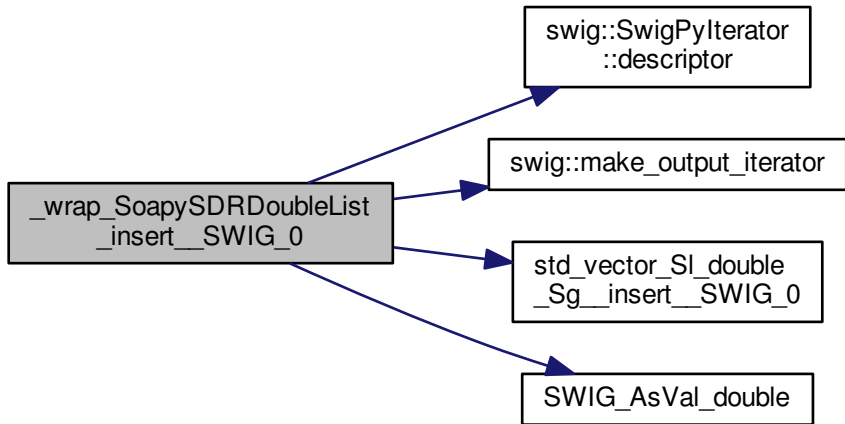 _wrap_SoapySDRDoubleList
_insert__SWIG_0
swig::SwigPyIterator
::descriptor
swig::make_output_iterator
std_vector_Sl_double
_Sg__insert__SWIG_0
SWIG_AsVal_double